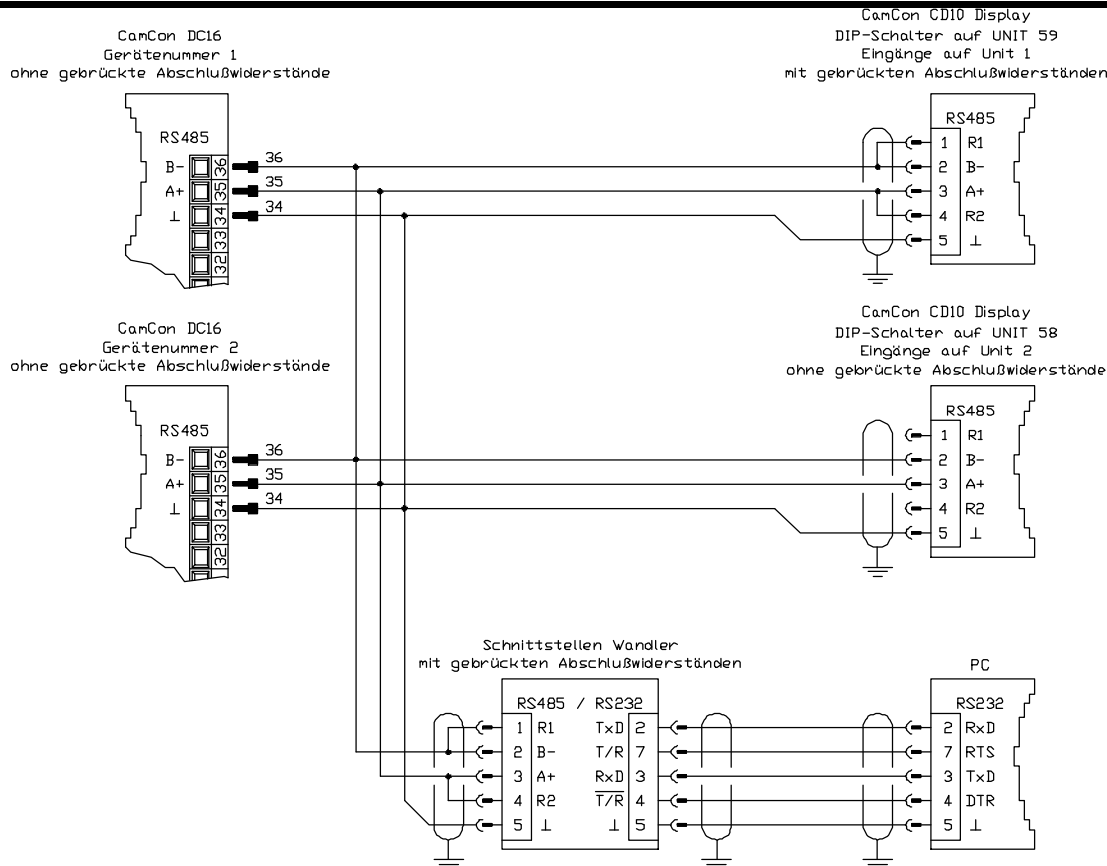 CamCon DC16
Gerätenummer 1
ohne gebrückte Abschlußwiderstände
RS485
B- 36
A+ 35
⊥ 34
33
32
36
35
34
CamCon CD10 Display
DIP-Schalter auf UNIT 59
Eingänge auf Unit 1
mit gebrückten Abschlußwiderständen
RS485
1 R1
2 B-
3 A+
4 R2
5 ⊥
CamCon DC16
Gerätenummer 2
ohne gebrückte Abschlußwiderstände
RS485
B- 36
A+ 35
⊥ 34
33
32
36
35
34
CamCon CD10 Display
DIP-Schalter auf UNIT 58
Eingänge auf Unit 2
ohne gebrückte Abschlußwiderstände
RS485
1 R1
2 B-
3 A+
4 R2
5 ⊥
Schnittstellen Wandler
mit gebrückten Abschlußwiderständen
RS485 / RS232
1 R1 TxD 2
2 B- T/R 7
3 A+ RxD 3
4 R2 T/R 4
5 ⊥ ⊥ 5
PC
RS232
2 RxD
7 RTS
3 TxD
4 DTR
5 ⊥